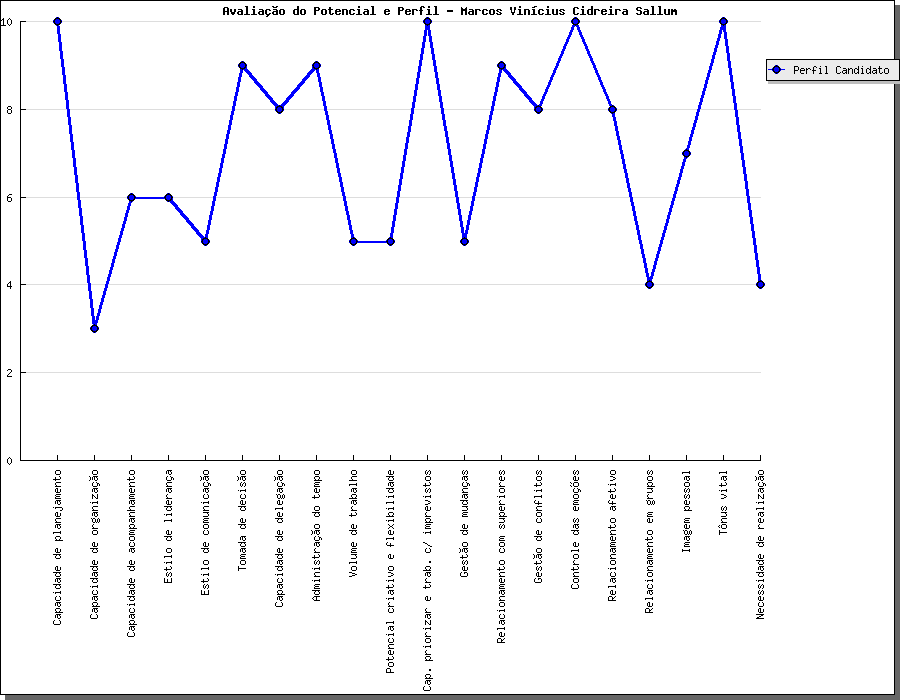 Avaliação do Potencial e Perfil - Marcos Vinícius Cidreira Sallum
10
8
6
4
2
0
Perfil Candidato
Capacidade de planejamento
Capacidade de organização
Capacidade de acompanhamento
Estilo de liderança
Estilo de comunicação
Tomada de decisão
Capacidade de delegação
Administração do tempo
Volume de trabalho
Potencial criativo e flexibilidade
Cap. priorizar e trab. c/ imprevistos
Gestão de mudanças
Relacionamento com superiores
Gestão de conflitos
Controle das emoções
Relacionamento afetivo
Relacionamento em grupos
Imagem pessoal
Tônus vital
Necessidade de realização